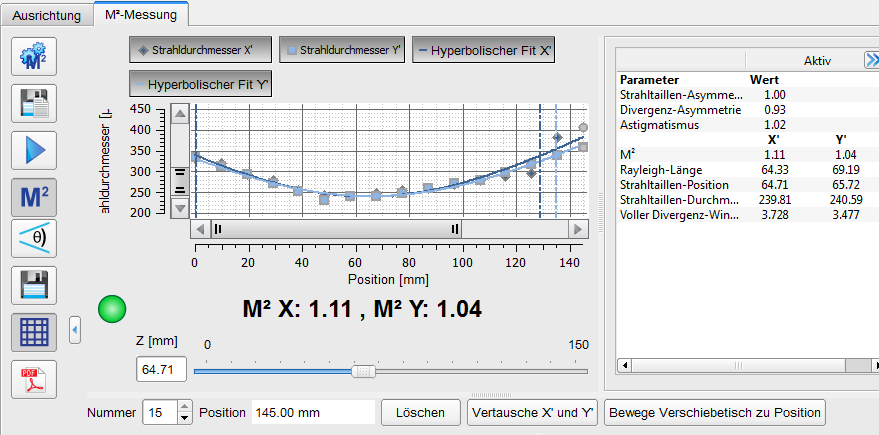 Ausrichtung
M²-Messung
M²
M²
θ)
PDF
Strahldurchmesser X'
Strahldurchmesser Y'
Hyperbolischer Fit X'
Hyperbolischer Fit Y'
ahldurchmesser [
450
400
350
300
250
200
0 20 40 60 80 100 120 140
Position [mm]
M² X: 1.11 , M² Y: 1.04
Z [mm]
0
150
64.71
Nummer 15 Position 145.00 mm Löschen Vertausche X' und Y' Bewege Verschiebetisch zu Position
Aktiv
Parameter Wert
Strahltaillen-Asymme... 1.00
Divergenz-Asymmetrie 0.93
Astigmatismus 1.02
X' Y'
M² 1.11 1.04
Rayleigh-Länge 64.33 69.19
Strahltaillen-Position 64.71 65.72
Strahltaillen-Durchm... 239.81 240.59
Voller Divergenz-Win... 3.728 3.477